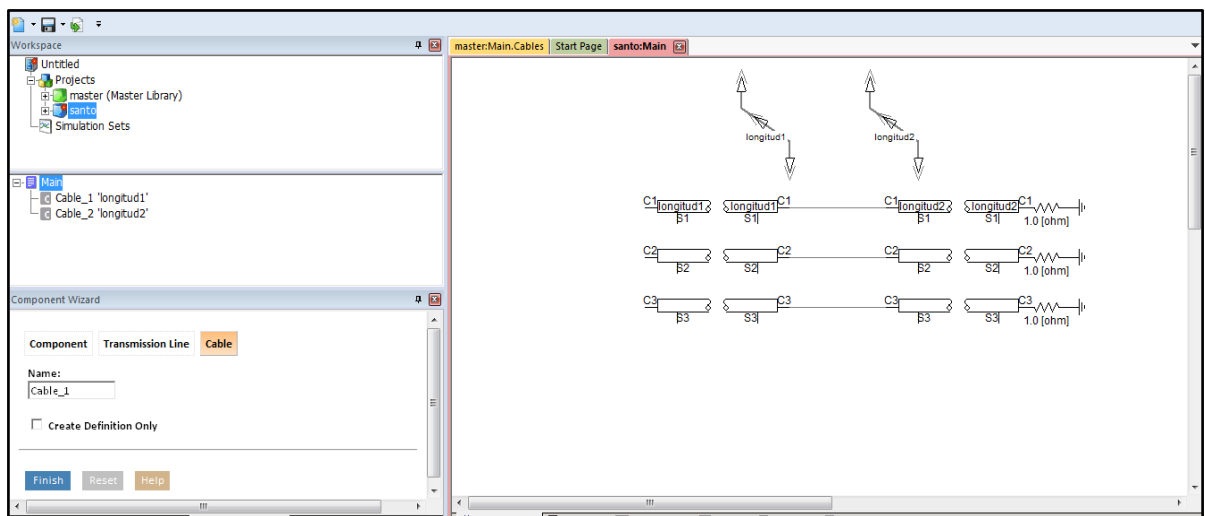 Workspace
Untitled
Projects
master (Master Library)
santo
Simulation Sets
Main
Cable_1 'longitud1'
Cable_2 'longitud2'
Component Wizard
Component Transmission Line Cable
Name:
Cable_1
Create Definition Only
Finish Reset Help
master:Main.Cables Start Page santo:Main
longitud1 longitud2
C1 longitud1 longitud1 C1 C1 longitud2 longitud2 C1
S1 S1 S1 S1 1.0 [ohm]
C2 C2 C2 C2
S2 S2 S2 S2 1.0 [ohm]
C3 C3 C3 C3
S3 S3 S3 S3 1.0 [ohm]